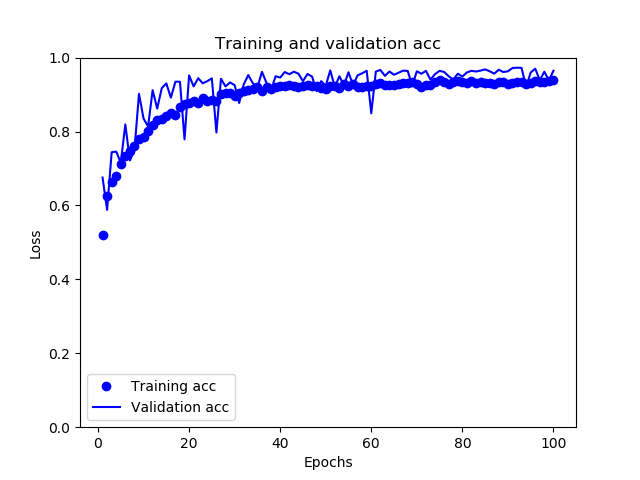 Training and validation acc
1.0
0.8
0.6
0.4
0.2
0.0
Loss
Training acc
Validation acc
0 20 40 60 80 100
Epochs